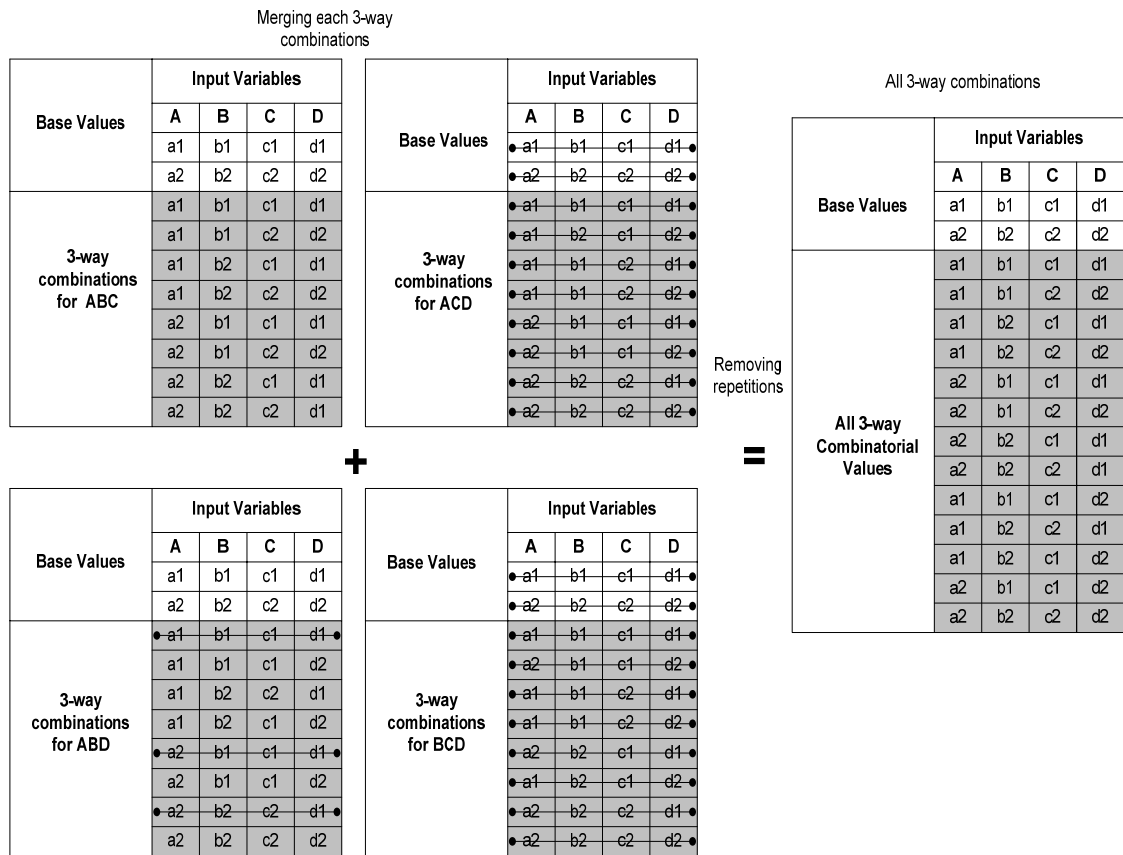 Merging each 3-way
combinations
Base Values
Input Variables
A B C D
a1 b1 c1 d1
a2 b2 c2 d2
3-way
combinations
for ABC
a1 b1 c1 d1
a1 b1 c2 d2
a1 b2 c1 d1
a1 b2 c2 d2
a2 b1 c1 d1
a2 b1 c2 d2
a2 b2 c1 d1
a2 b2 c2 d1
Base Values
Input Variables
A B C D
a1 b1 c1 d1
a2 b2 c2 d2
3-way
combinations
for ACD
a1 b1 c1 d1
a1 b2 c1 d2
a1 b1 c2 d1
a1 b1 c2 d2
a2 b1 c1 d1
a2 b1 c1 d2
a2 b2 c2 d1
a2 b2 c2 d2
+
Base Values
Input Variables
A B C D
a1 b1 c1 d1
a2 b2 c2 d2
3-way
combinations
for ABD
a1 b1 c1 d1
a1 b1 c1 d2
a1 b2 c2 d1
a1 b2 c1 d2
a2 b1 c1 d1
a2 b1 c1 d2
a2 b2 c2 d1
a2 b2 c2 d2
Base Values
Input Variables
A B C D
a1 b1 c1 d1
a2 b2 c2 d2
3-way
combinations
for BCD
a1 b1 c1 d1
a2 b1 c1 d2
a1 b1 c2 d1
a1 b1 c2 d2
a2 b2 c1 d1
a1 b2 c1 d2
a2 b2 c2 d1
a2 b2 c2 d2
Removing
repetitions
=
All 3-way combinations
Base Values
Input Variables
A B C D
a1 b1 c1 d1
a2 b2 c2 d2
All 3-way
Combinatorial
Values
a1 b1 c1 d1
a1 b1 c2 d2
a1 b2 c1 d1
a1 b2 c2 d2
a2 b1 c1 d1
a2 b1 c2 d2
a2 b2 c1 d1
a2 b2 c2 d1
a1 b1 c1 d2
a1 b2 c2 d1
a1 b2 c1 d2
a2 b1 c1 d2
a2 b2 c2 d2